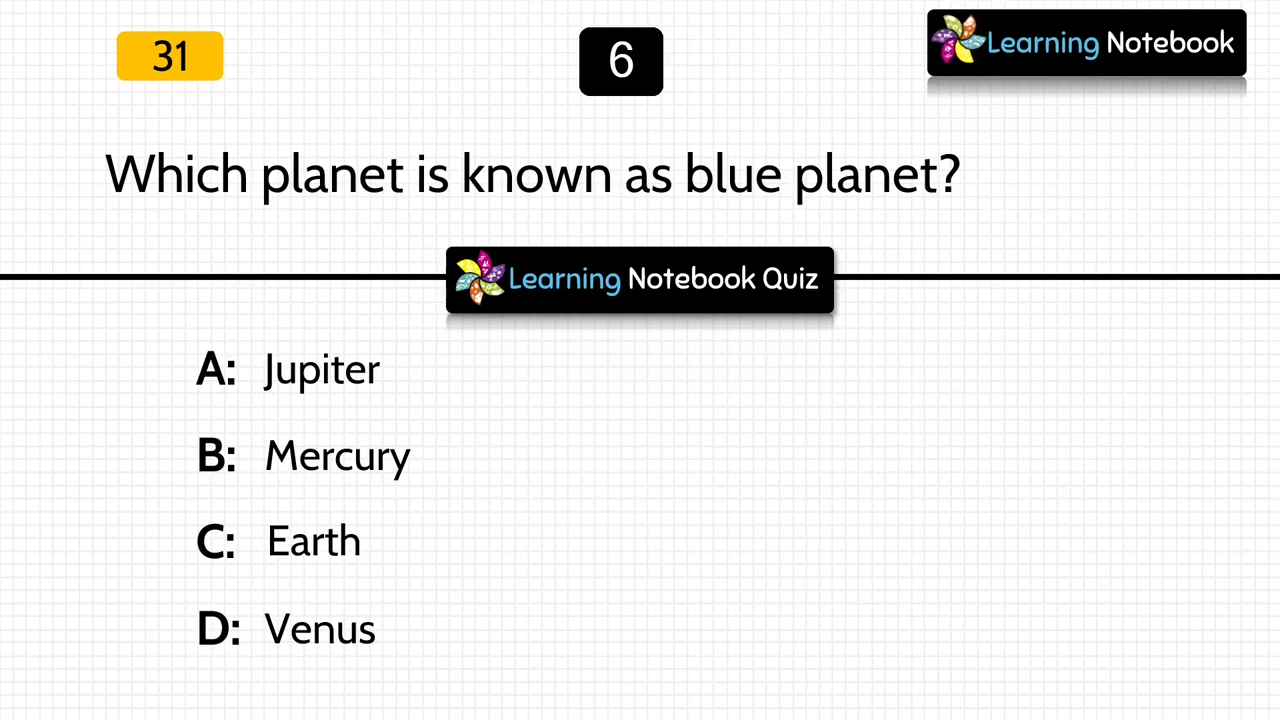 31
6
Learning Notebook
Which planet is known as blue planet?
Learning Notebook Quiz
A: Jupiter
B: Mercury
C: Earth
D: Venus